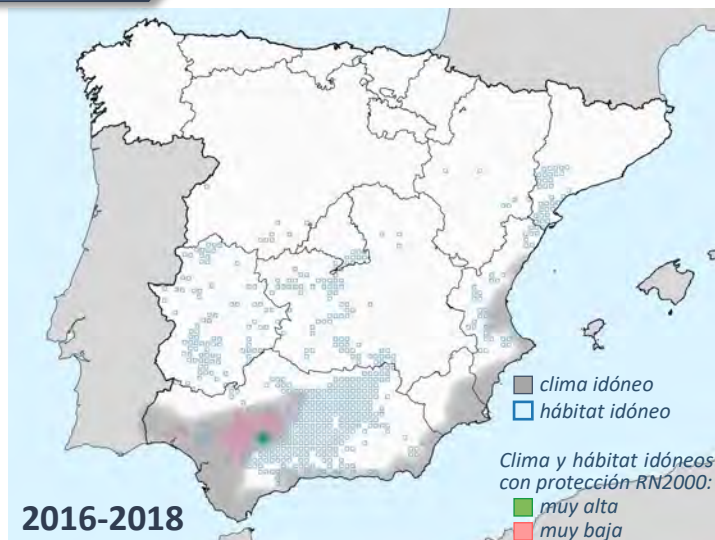 clima idóneo
hábitat idóneo
Clima y hábitat idóneos
con protección RN2000:
muy alta
muy baja
2016-2018